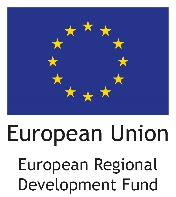 European Union
European Regional
Development Fund